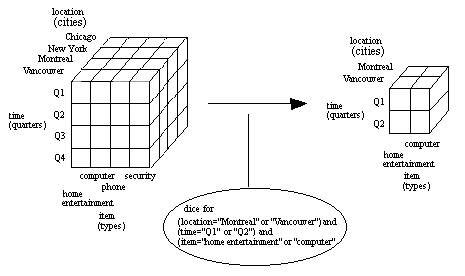 location
(cities)
Chicago
New York
Montreal
Vancouver
time
(quarters)
Q1
Q2
Q3
Q4
computer security
phone
home
entertainment
item
(types)
location
(cities)
Montreal
Vancouver
time
(quarters)
Q1
Q2
computer
home
entertainment
item
(types)
dice for
(location="Montreal" or "Vancouver") and
(time="Q1" or "Q2") and
(item="home entertainment" or "computer"